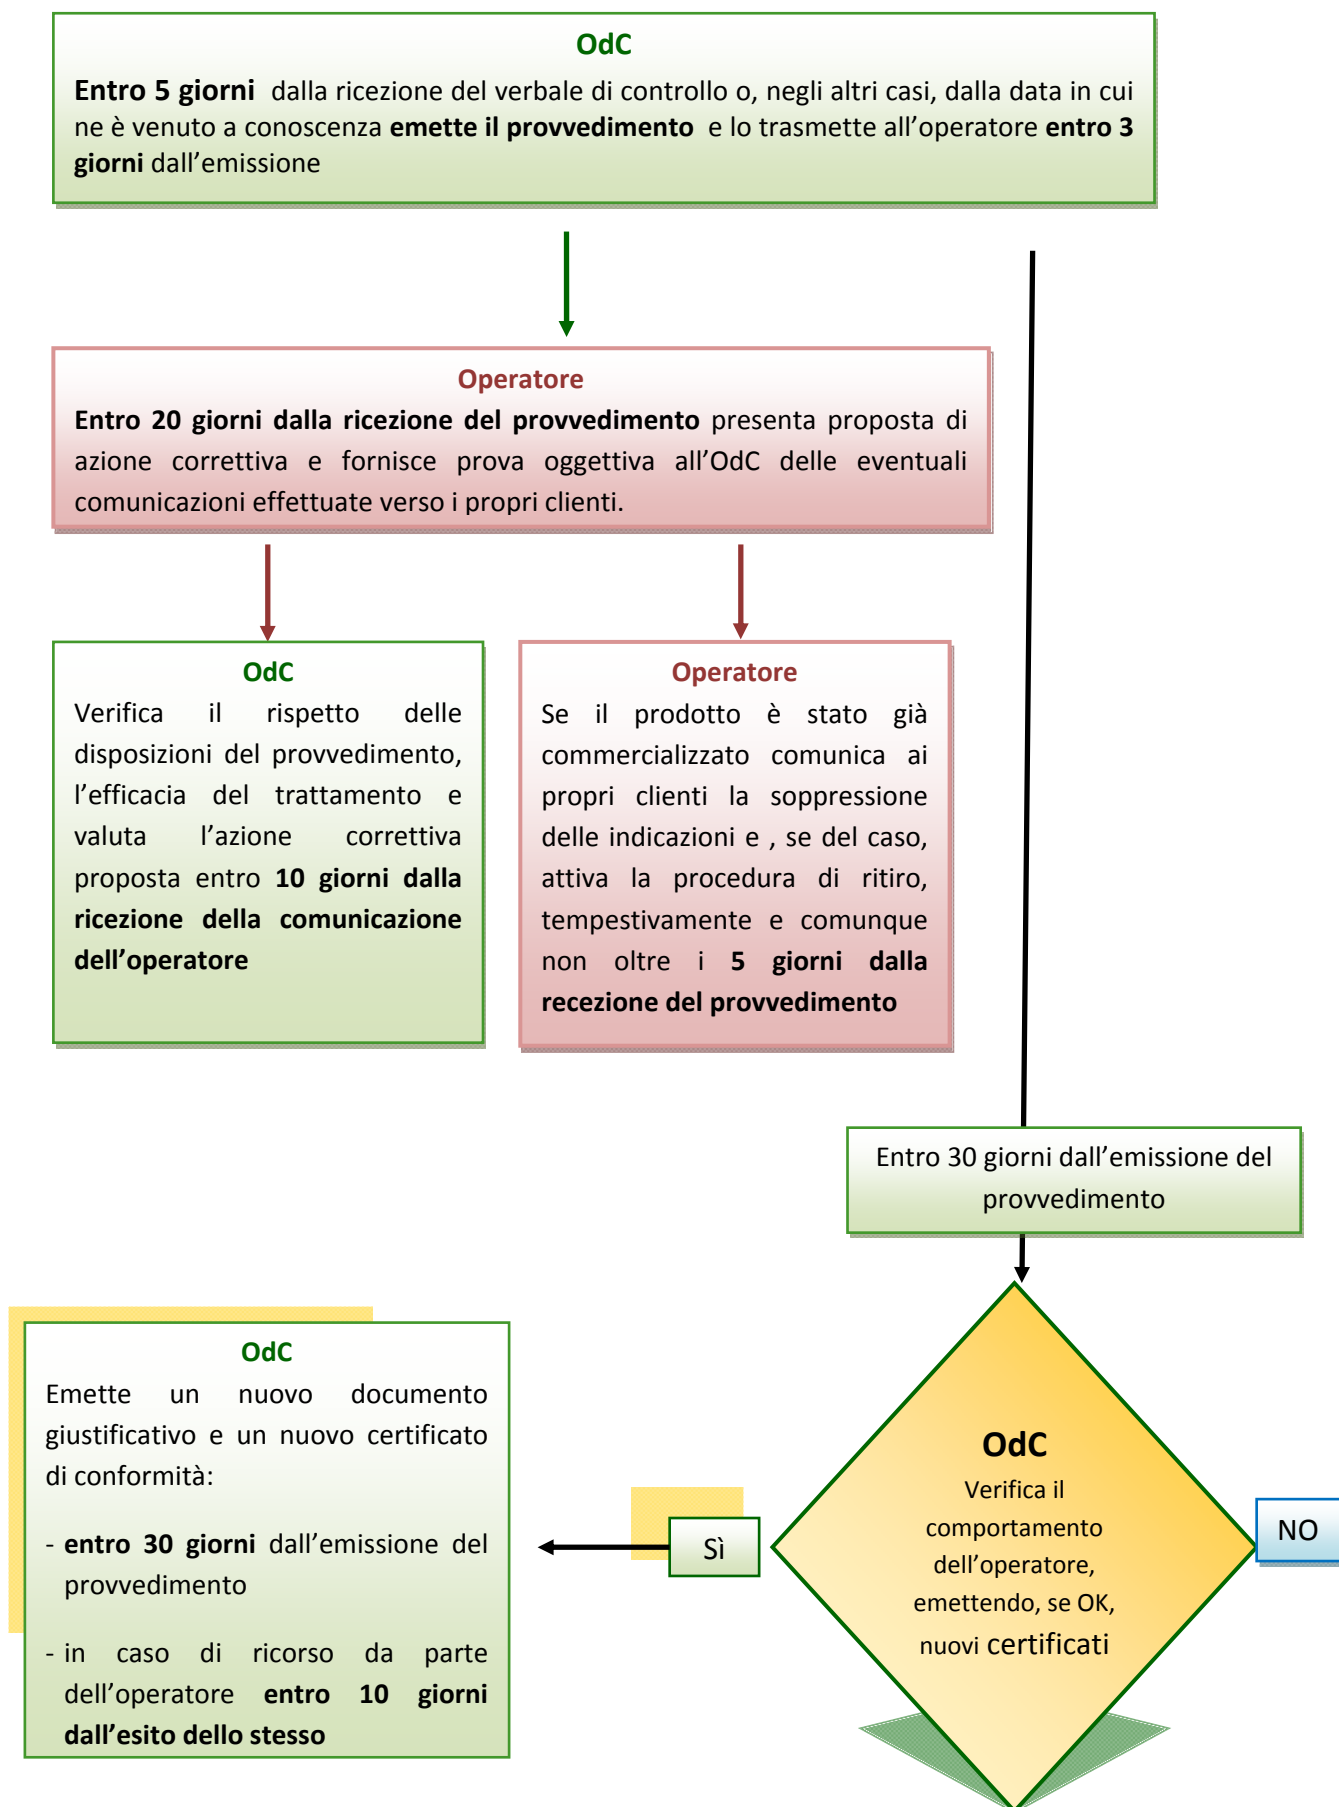 OdC
Entro 5 giorni dalla ricezione del verbale di controllo o, negli altri casi, dalla data in cui
ne è venuto a conoscenza emette il provvedimento e lo trasmette all’operatore entro 3
giorni dall’emissione
Operatore
Entro 20 giorni dalla ricezione del provvedimento presenta proposta di
azione correttiva e fornisce prova oggettiva all’OdC delle eventuali
comunicazioni effettuate verso i propri clienti.
OdC
Verifica il rispetto delle
disposizioni del provvedimento,
l’efficacia del trattamento e
valuta l’azione correttiva
proposta entro 10 giorni dalla
ricezione della comunicazione
dell’operatore
Operatore
Se il prodotto è stato già
commercializzato comunica ai
propri clienti la soppressione
delle indicazioni e , se del caso,
attiva la procedura di ritiro,
tempestivamente e comunque
non oltre i 5 giorni dalla
recezione del provvedimento
Entro 30 giorni dall’emissione del
provvedimento
OdC
Emette un nuovo documento
giustificativo e un nuovo certificato
di conformità:
- entro 30 giorni dall’emissione del
provvedimento
- in caso di ricorso da parte
dell’operatore entro 10 giorni
dall’esito dello stesso
Sì
OdC
Verifica il
comportamento
dell’operatore,
emettendo, se OK,
nuovi certificati
NO